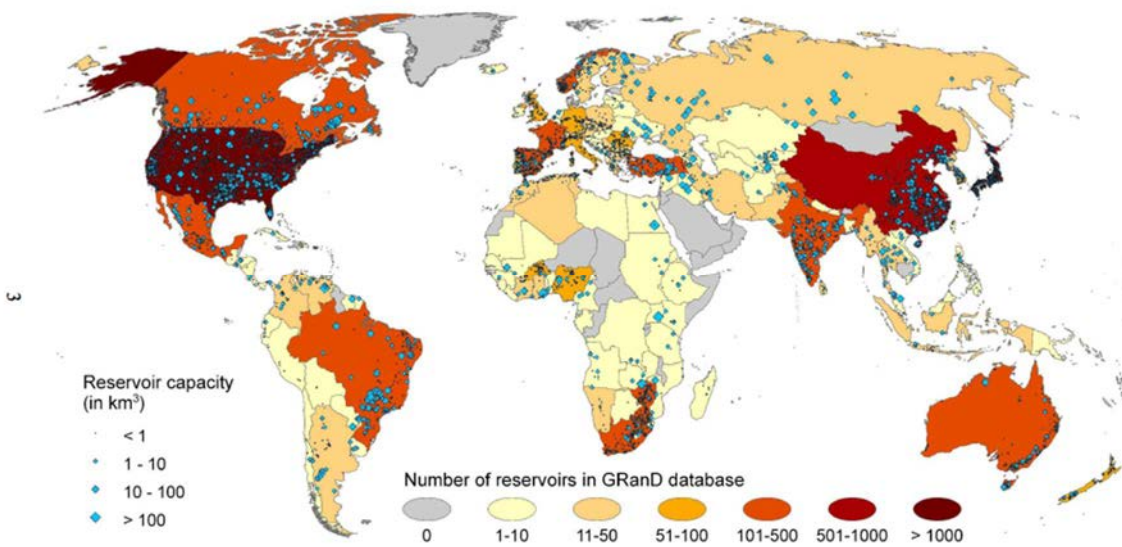 3
Reservoir capacity
(in km³)
< 1
1 - 10
10 - 100
> 100
Number of reservoirs in GRanD database
0 1-10 11-50 51-100 101-500 501-1000 > 1000